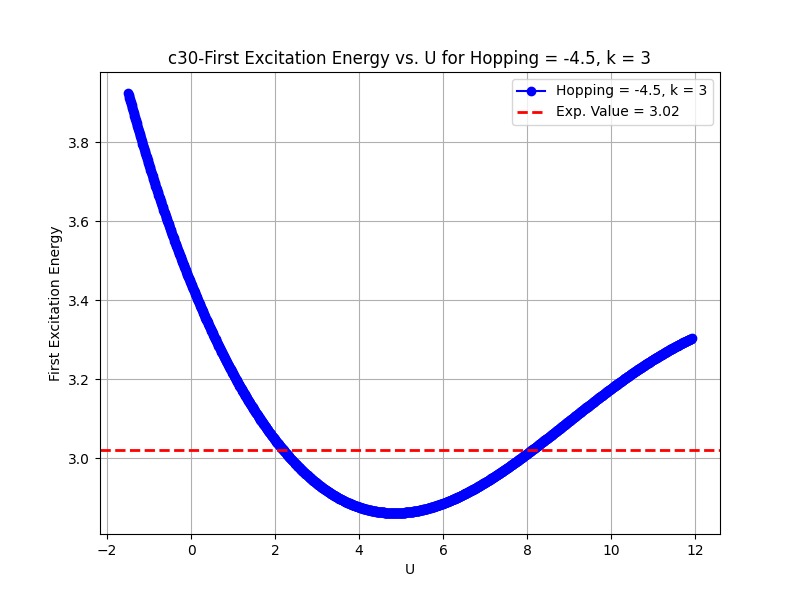 c30-First Excitation Energy vs. U for Hopping = -4.5, k = 3
Hopping = -4.5, k = 3
Exp. Value = 3.02
First Excitation Energy
3.8
3.6
3.4
3.2
3.0
−2
0
2
4
6
8
10
12
U